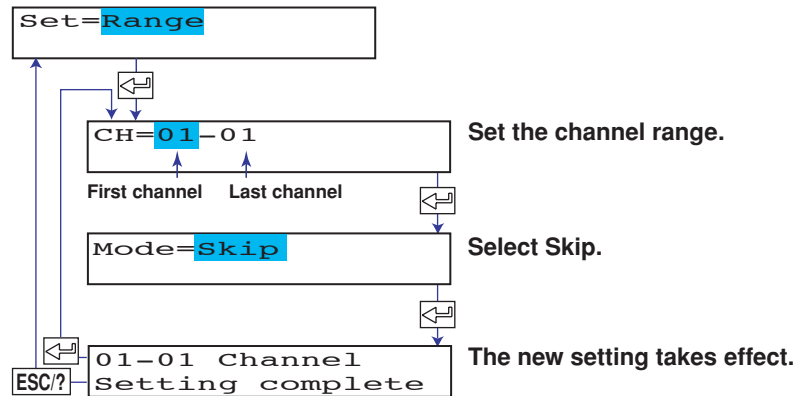 Set=Range
CH=01-01
Set the channel range.
First channel
Last channel
Mode=Skip
Select Skip.
01-01 Channel
Setting complete
The new setting takes effect.
ESC/?